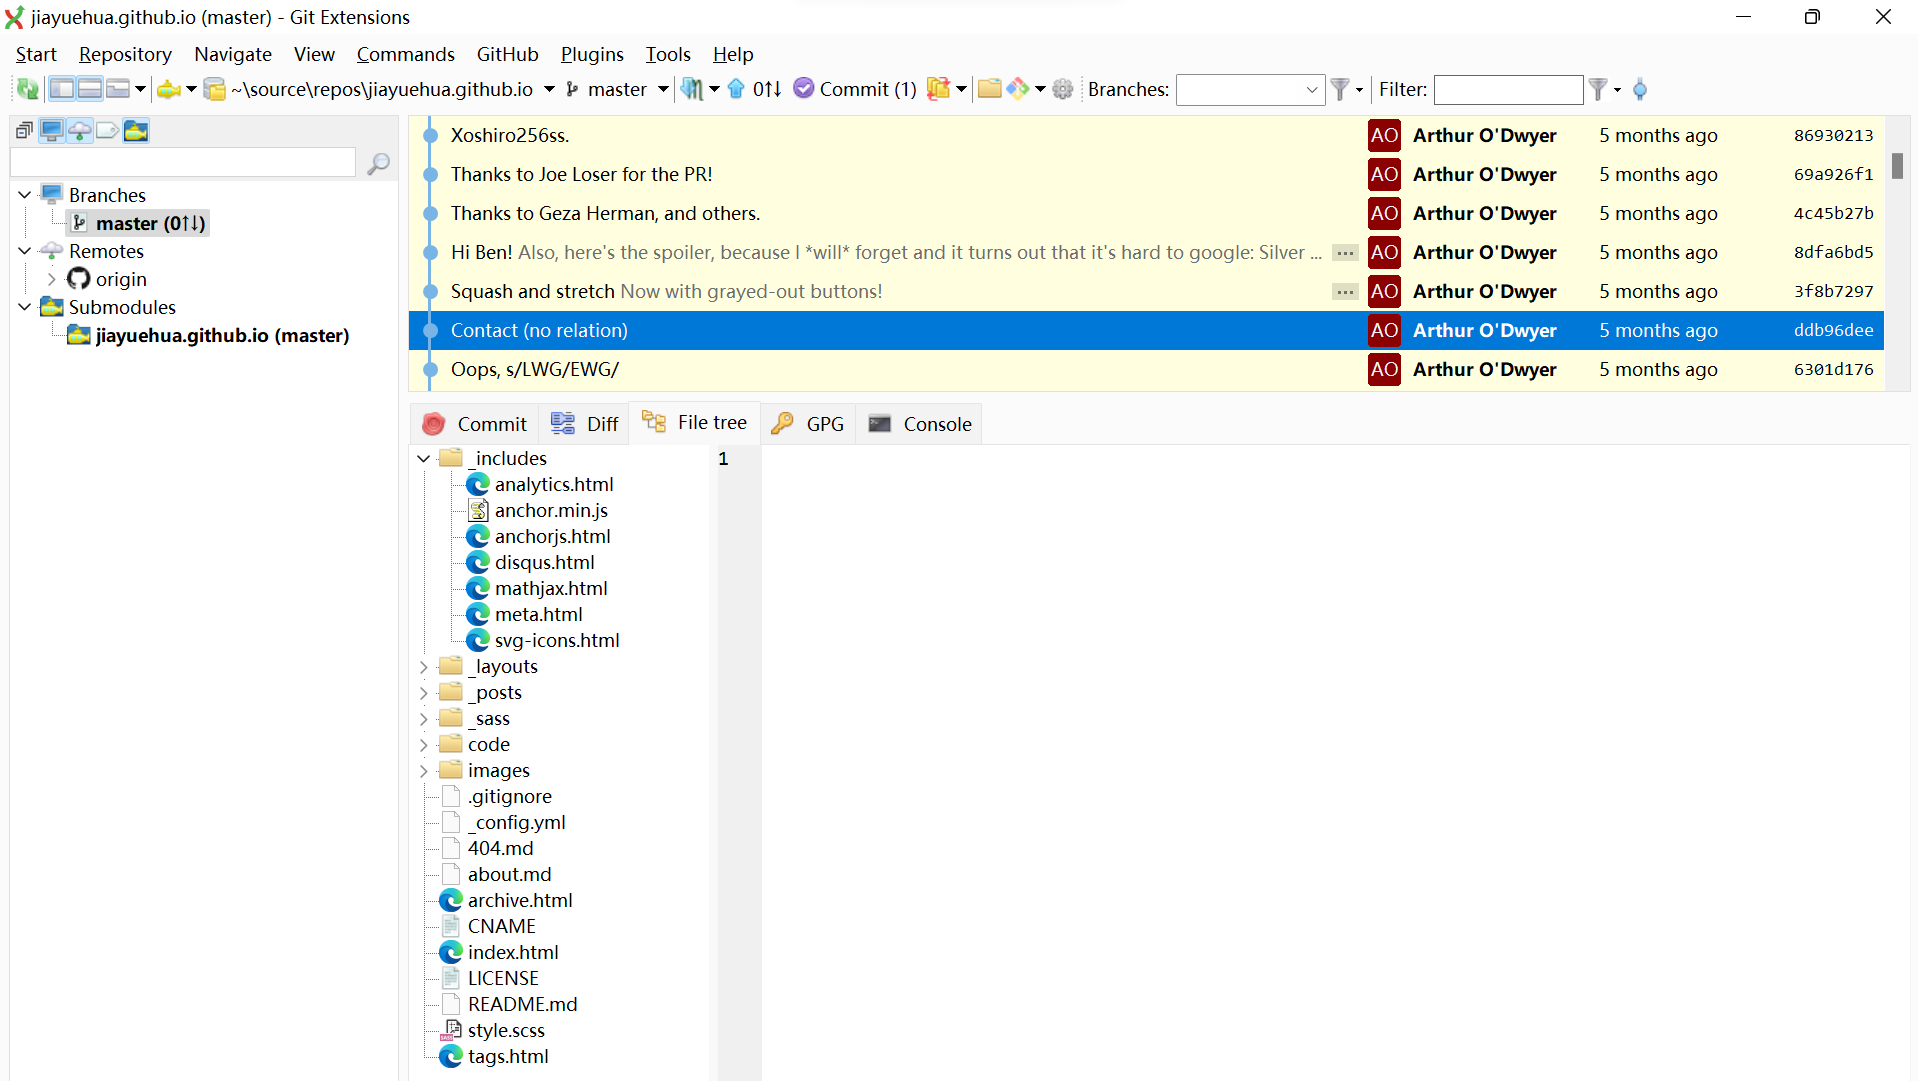 jiayuehua.github.io (master) - Git Extensions
Start Repository Navigate View Commands GitHub Plugins Tools Help
~\source\repos\jiayuehua.github.io master 0↑↓ Commit (1) Branches: Filter:
Branches
master (0↑↓)
Remotes
origin
Submodules
jiayuehua.github.io (master)
Xoshiro256ss. AO Arthur O'Dwyer 5 months ago 86930213
Thanks to Joe Loser for the PR! AO Arthur O'Dwyer 5 months ago 69a926f1
Thanks to Geza Herman, and others. AO Arthur O'Dwyer 5 months ago 4c45b27b
Hi Ben! Also, here's the spoiler, because I *will* forget and it turns out that it's hard to google: Silver ... AO Arthur O'Dwyer 5 months ago 8dfa6bd5
Squash and stretch Now with grayed-out buttons! AO Arthur O'Dwyer 5 months ago 3f8b7297
Contact (no relation) AO Arthur O'Dwyer 5 months ago ddb96dee
Oops, s/LWG/EWG/ AO Arthur O'Dwyer 5 months ago 6301d176
Commit Diff File tree GPG Console
_includes
analytics.html
anchor.min.js
anchorjs.html
disqus.html
mathjax.html
meta.html
svg-icons.html
_layouts
_posts
_sass
code
images
.gitignore
_config.yml
404.md
about.md
archive.html
CNAME
index.html
LICENSE
README.md
style.scss
tags.html
1